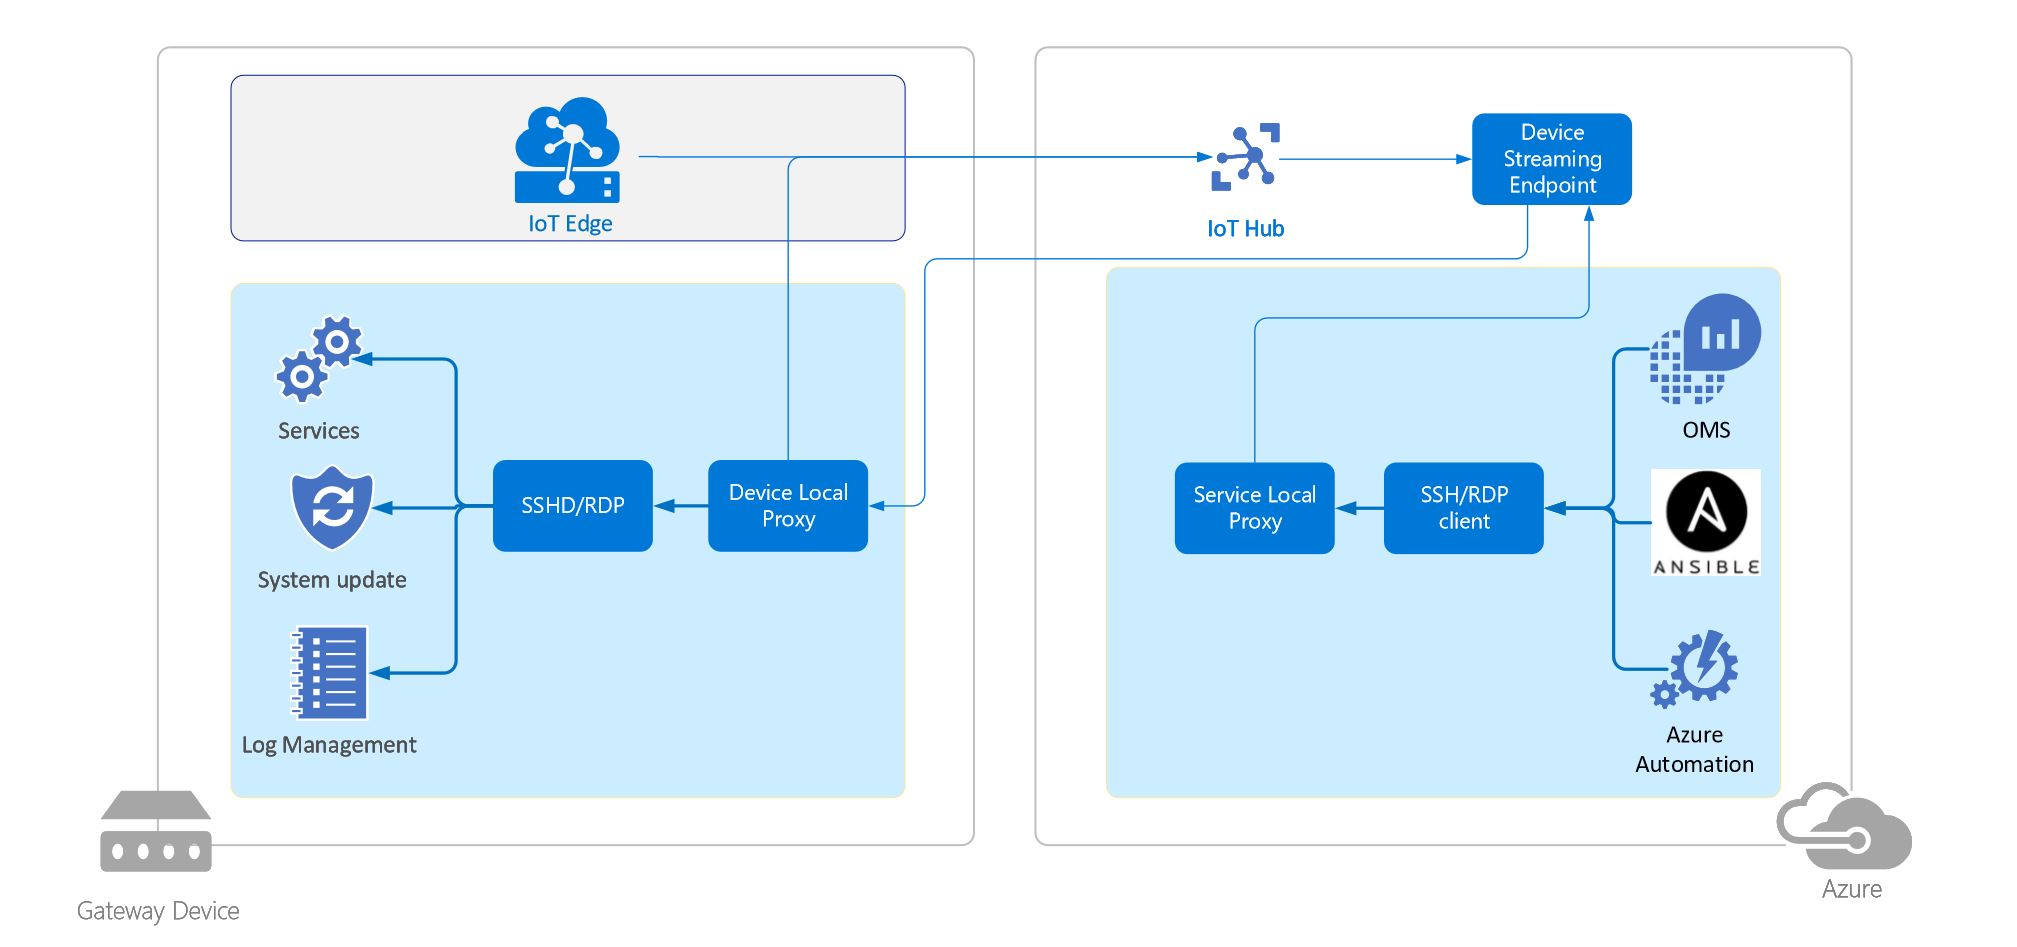 IoT Edge
IoT Hub
Device
Streaming
Endpoint
Services
System update
Log Management
SSHD/RDP
Device Local
Proxy
Service Local
Proxy
SSH/RDP
client
OMS
ANSIBLE
Azure
Automation
Gateway Device
Azure